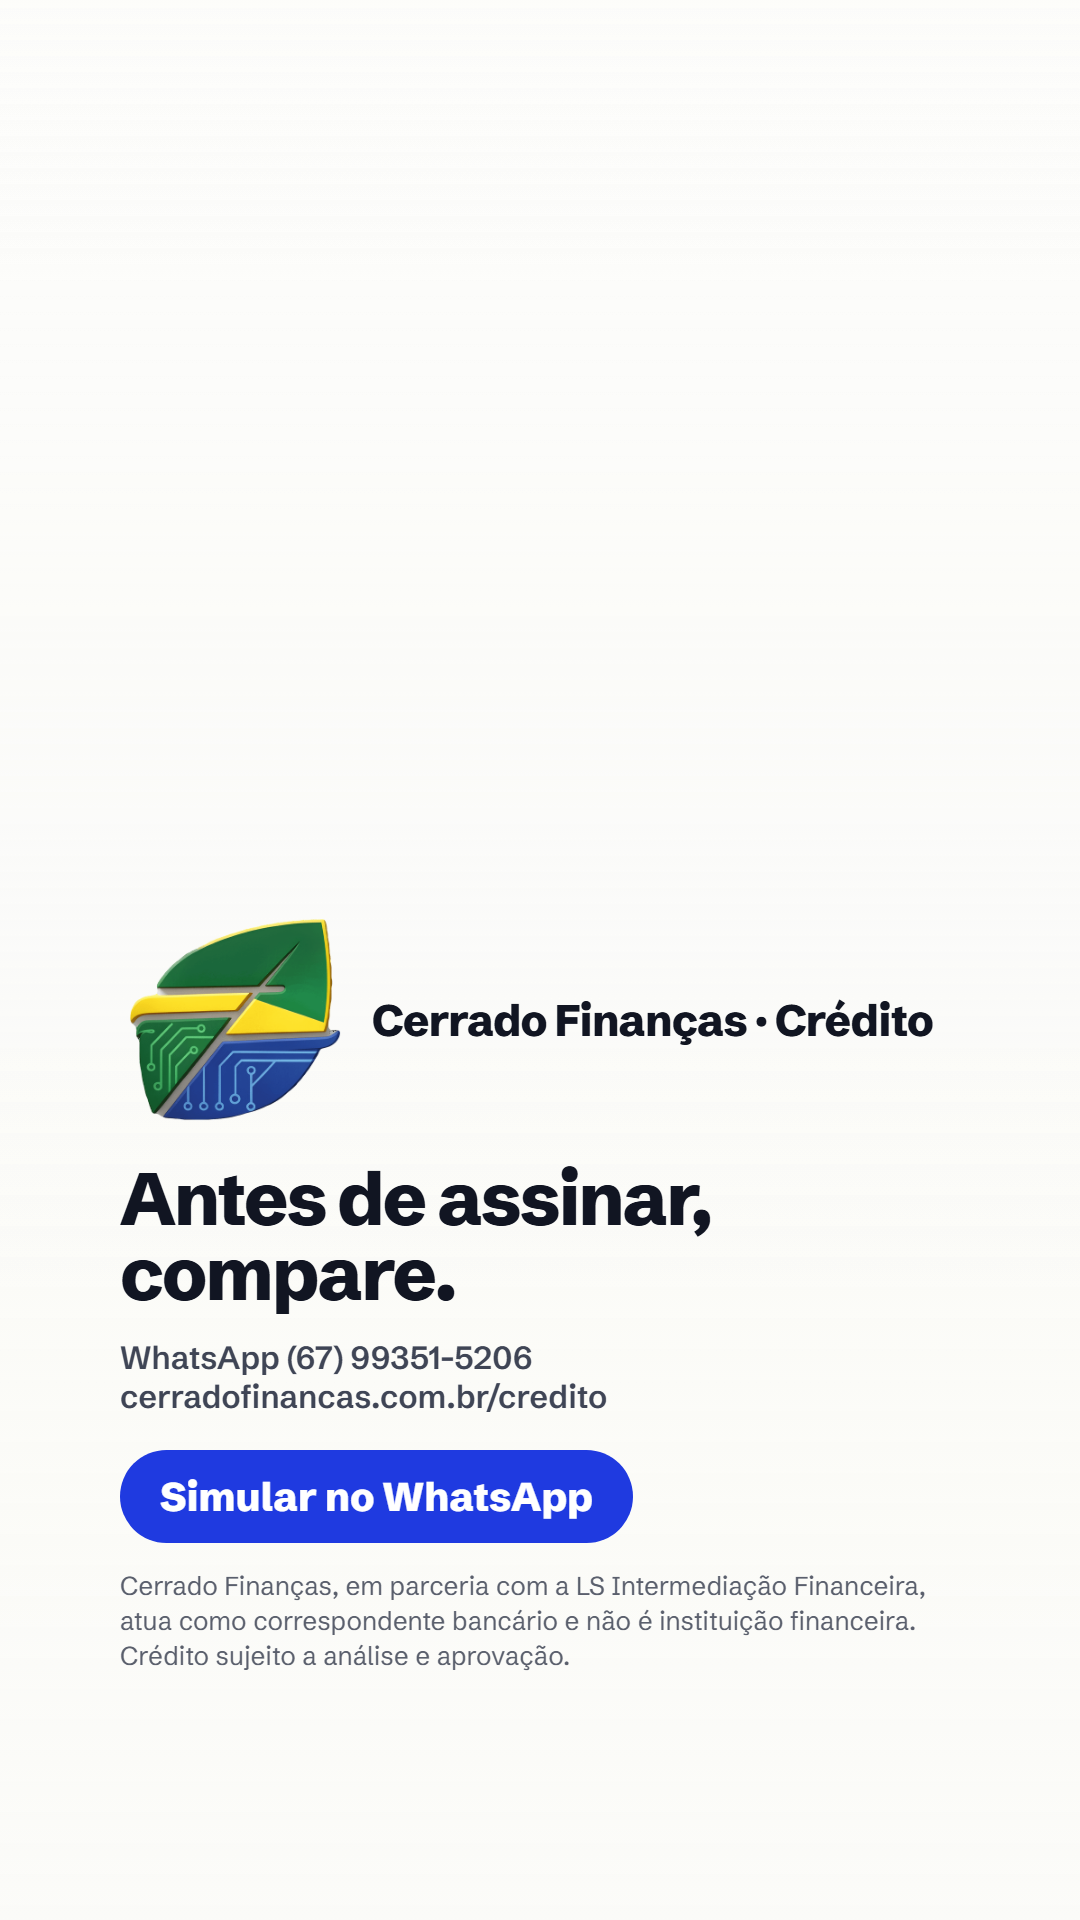 Cerrado Finanças · Crédito
Antes de assinar,
compare.
WhatsApp (67) 99351-5206
cerradofinancas.com.br/credito
Simular no WhatsApp
Cerrado Finanças, em parceria com a LS Intermediação Financeira,
atua como correspondente bancário e não é instituição financeira.
Crédito sujeito a análise e aprovação.